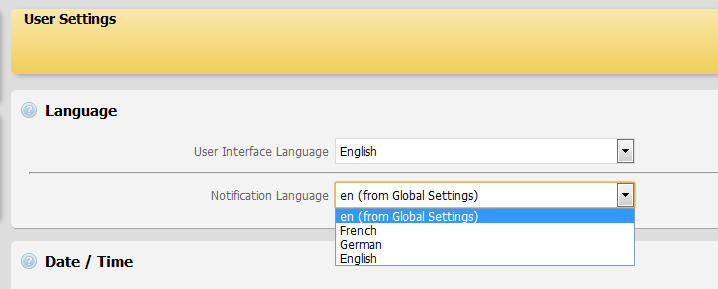 User Settings
Language
User Interface Language English
Notification Language en (from Global Settings)
en (from Global Settings)
French
German
English
Date / Time